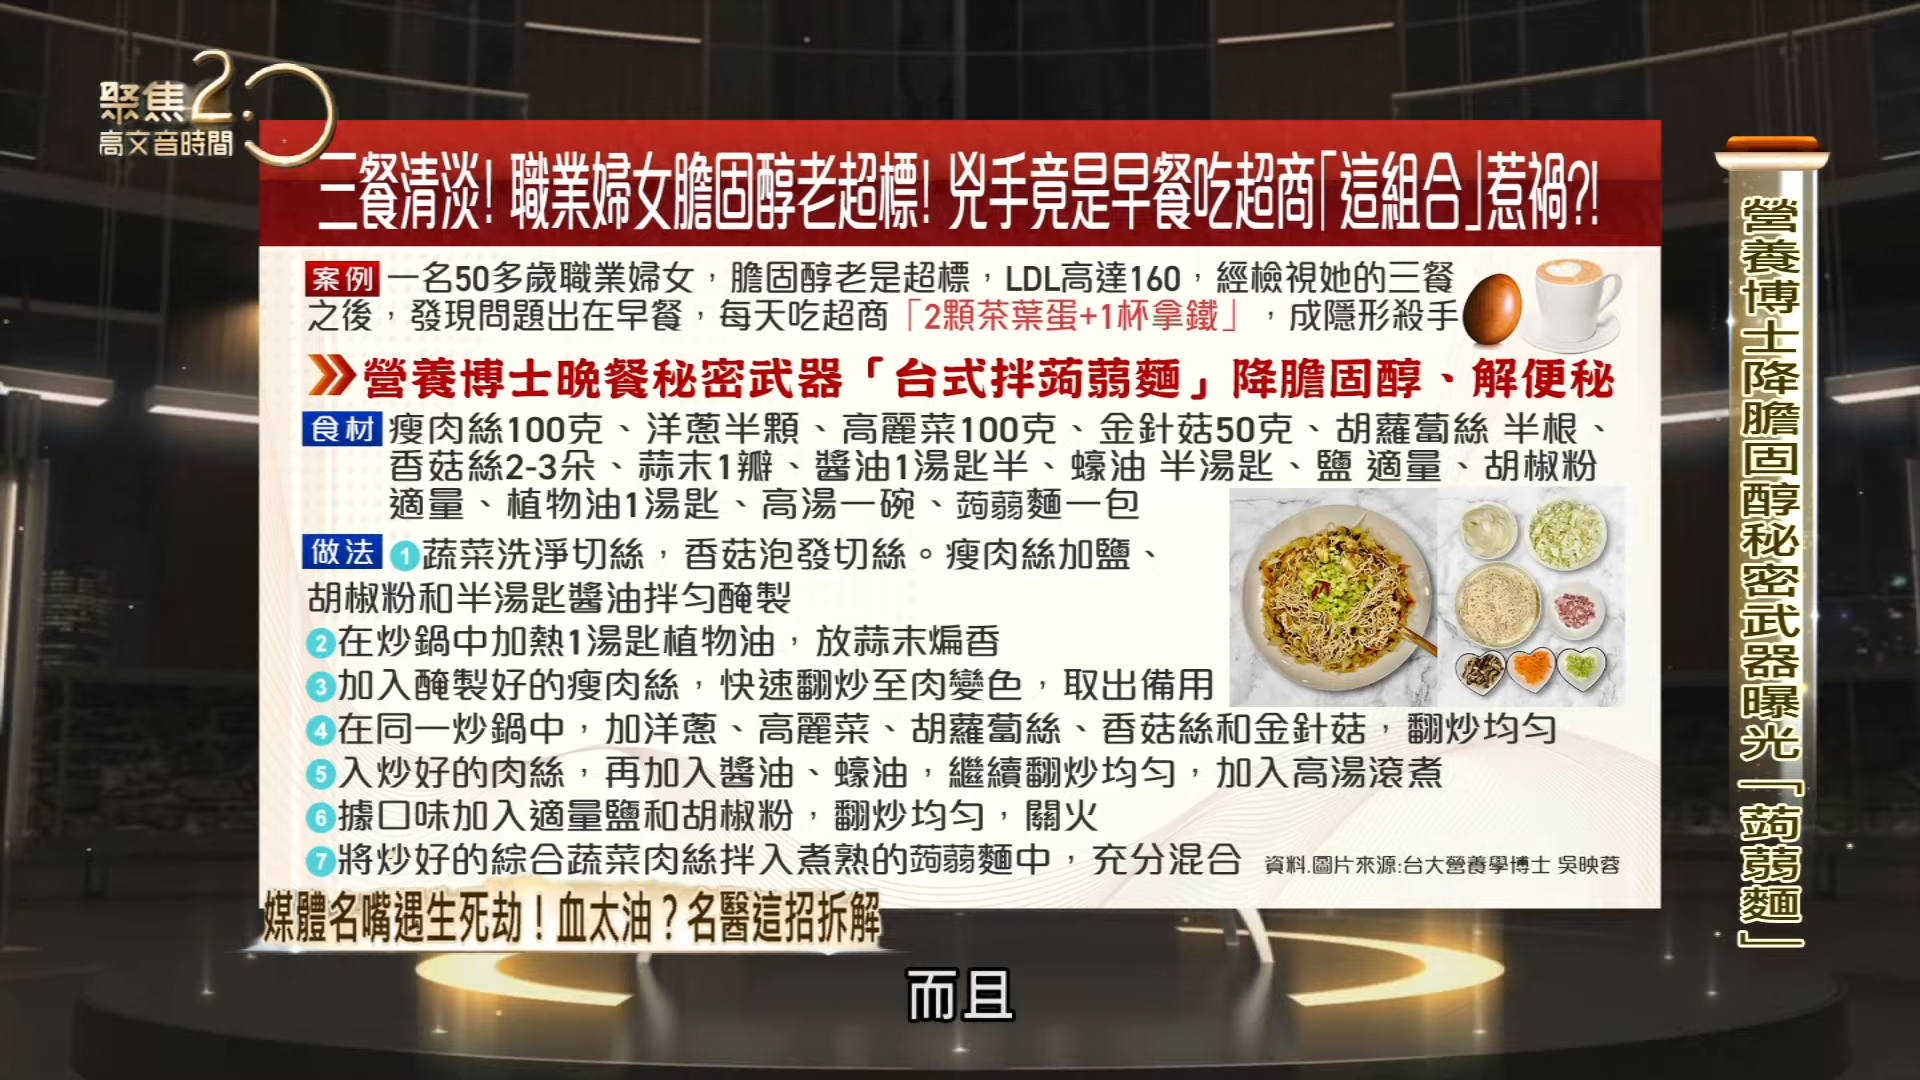 聚焦2.0
高文音時間
三餐清淡!職業婦女膽固醇老超標!兇手竟是早餐吃超商「這組合」惹禍?!
案例 一名50多歲職業婦女，膽固醇老是超標，LDL高達160，經檢視她的三餐
之後，發現問題出在早餐，每天吃超商「2顆茶葉蛋+1杯拿鐵」，成隱形殺手
營養博士晚餐秘密武器「台式拌蒟蒻麵」降膽固醇、解便秘
食材 瘦肉絲100克、洋蔥半顆、高麗菜100克、金針菇50克、胡蘿蔔絲 半根、
香菇絲2-3朵、蒜末1瓣、醬油1湯匙半、蠔油 半湯匙、鹽 適量、胡椒粉
適量、植物油1湯匙、高湯一碗、蒟蒻麵一包
做法 1蔬菜洗淨切絲，香菇泡發切絲。瘦肉絲加鹽、
胡椒粉和半湯匙醬油拌勻醃製
2在炒鍋中加熱1湯匙植物油，放蒜末煸香
3加入醃製好的瘦肉絲，快速翻炒至肉變色，取出備用
4在同一炒鍋中，加洋蔥、高麗菜、胡蘿蔔絲、香菇絲和金針菇，翻炒均勻
5入炒好的肉絲，再加入醬油、蠔油，繼續翻炒均勻，加入高湯滾煮
6據口味加入適量鹽和胡椒粉，翻炒均勻，關火
7將炒好的綜合蔬菜肉絲拌入煮熟的蒟蒻麵中，充分混合
資料.圖片來源:台大營養學博士 吳映蓉
營養博士降膽固醇秘密武器曝光「蒟蒻麵」
媒體名嘴遇生死劫！血太油？名醫這招拆解
而且